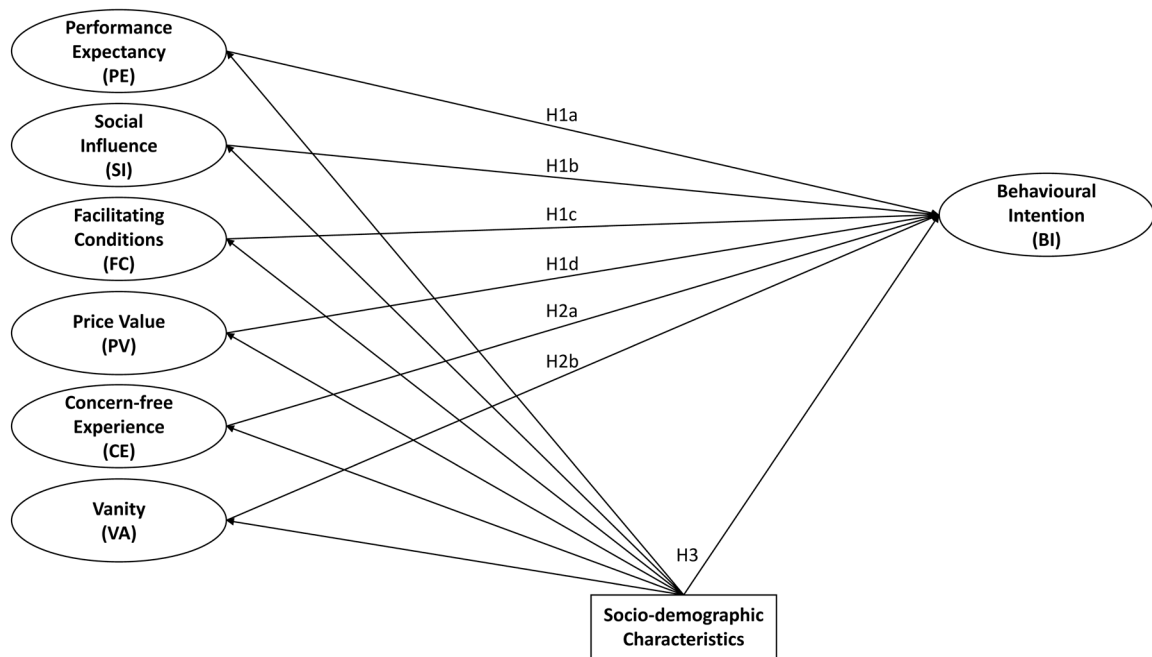 Performance
Expectancy
(PE)
Social
Influence
(SI)
Facilitating
Conditions
(FC)
Price Value
(PV)
Concern-free
Experience
(CE)
Vanity
(VA)
H1a
H1b
H1c
H1d
H2a
H2b
H3
Behavioural
Intention
(BI)
Socio-demographic
Characteristics